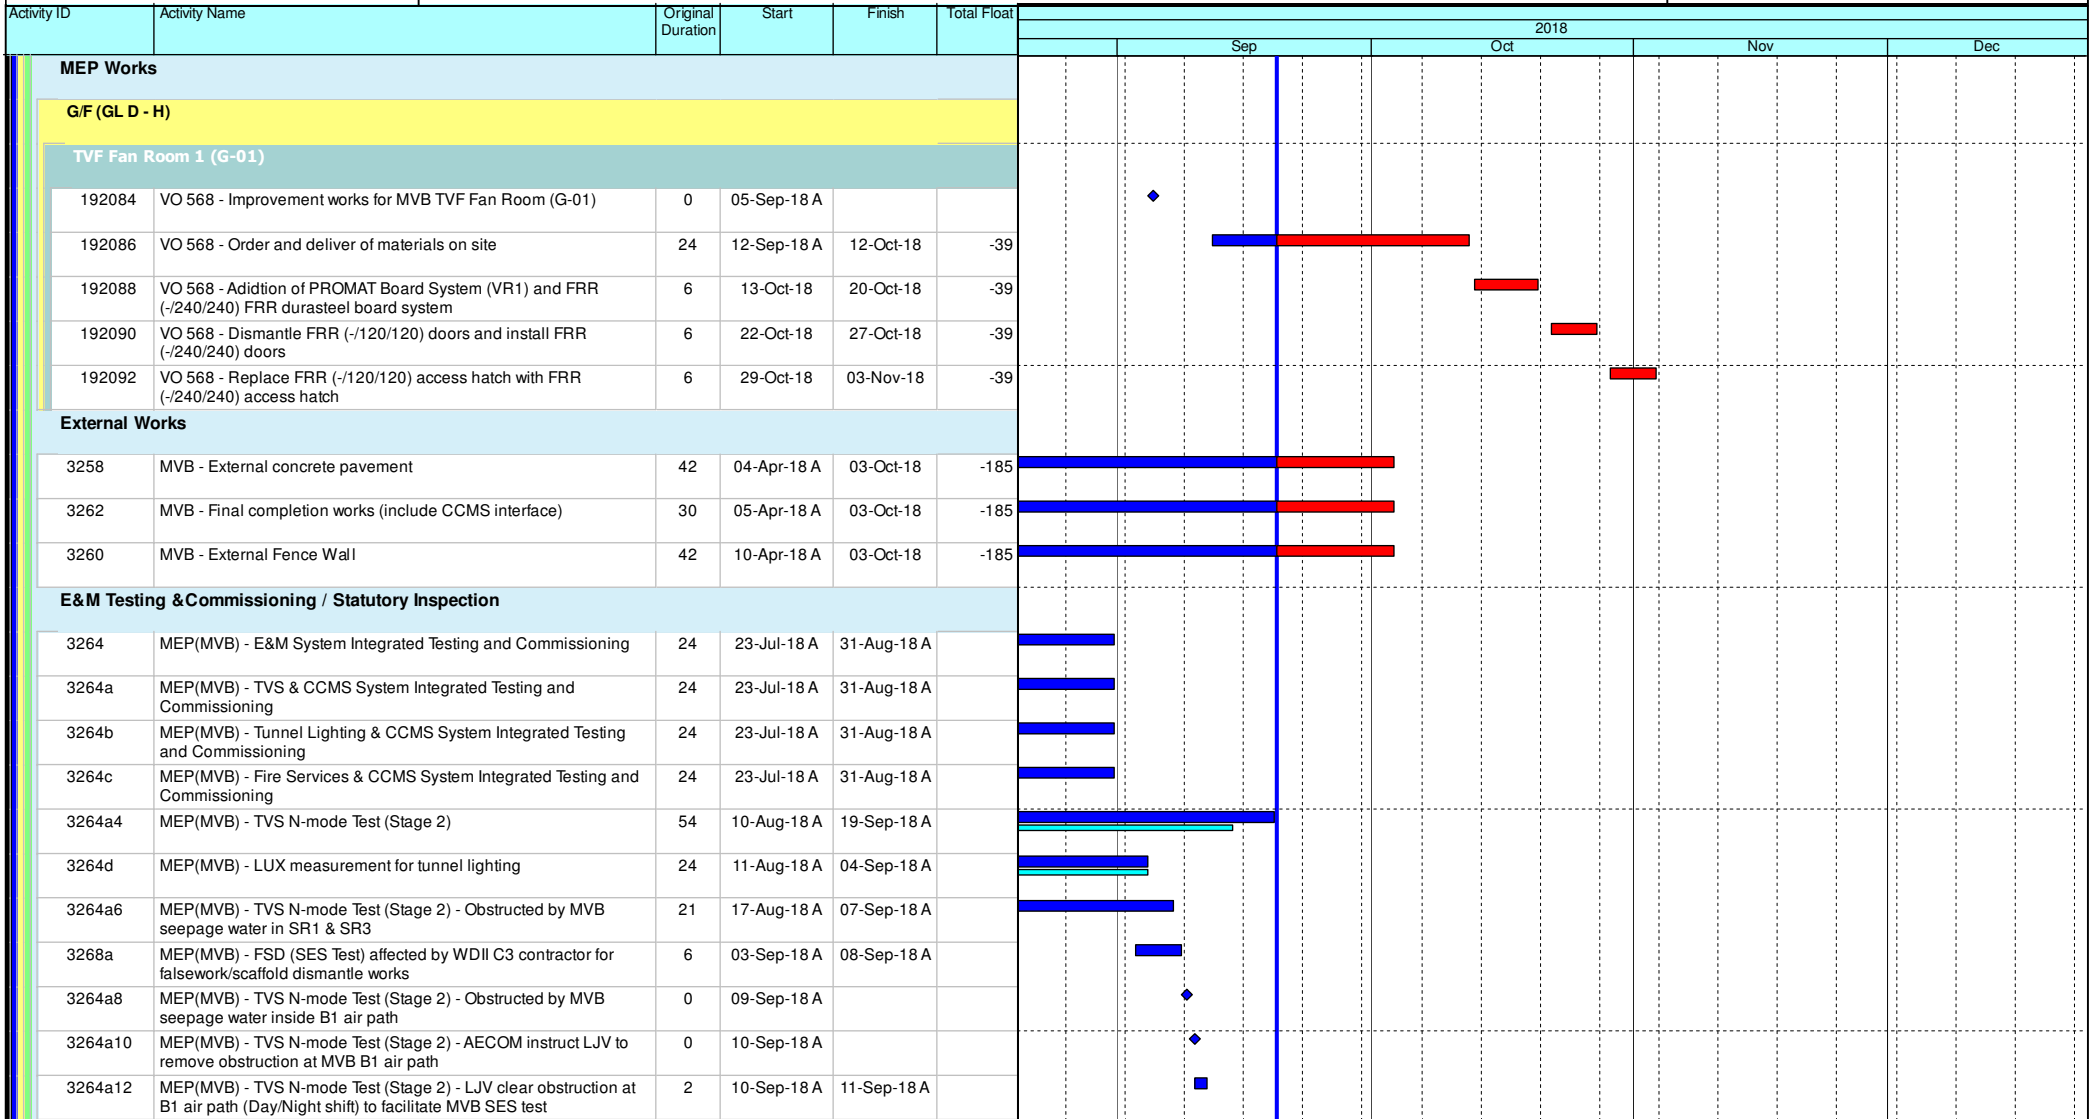 Activity ID Activity Name Original Start Finish Total Float
Duration
2018
Sep Oct Nov Dec
MEP Works
G/F (GL D - H)
TVF Fan Room 1 (G-01)
192084 VO 568 - Improvement works for MVB TVF Fan Room (G-01) 0 05-Sep-18 A
192086 VO 568 - Order and deliver of materials on site 24 12-Sep-18 A 12-Oct-18 -39
192088 VO 568 - Adidtion of PROMAT Board System (VR1) and FRR 6 13-Oct-18 20-Oct-18 -39
(-/240/240) FRR durasteel board system
192090 VO 568 - Dismantle FRR (-/120/120) doors and install FRR 6 22-Oct-18 27-Oct-18 -39
(-/240/240) doors
192092 VO 568 - Replace FRR (-/120/120) access hatch with FRR 6 29-Oct-18 03-Nov-18 -39
(-/240/240) access hatch
External Works
3258 MVB - External concrete pavement 42 04-Apr-18 A 03-Oct-18 -185
3262 MVB - Final completion works (include CCMS interface) 30 05-Apr-18 A 03-Oct-18 -185
3260 MVB - External Fence Wall 42 10-Apr-18 A 03-Oct-18 -185
E&M Testing &Commissioning / Statutory Inspection
3264 MEP(MVB) - E&M System Integrated Testing and Commissioning 24 23-Jul-18 A 31-Aug-18 A
3264a MEP(MVB) - TVS & CCMS System Integrated Testing and 24 23-Jul-18 A 31-Aug-18 A
Commissioning
3264b MEP(MVB) - Tunnel Lighting & CCMS System Integrated Testing 24 23-Jul-18 A 31-Aug-18 A
and Commissioning
3264c MEP(MVB) - Fire Services & CCMS System Integrated Testing and 24 23-Jul-18 A 31-Aug-18 A
Commissioning
3264a4 MEP(MVB) - TVS N-mode Test (Stage 2) 54 10-Aug-18 A 19-Sep-18 A
3264d MEP(MVB) - LUX measurement for tunnel lighting 24 11-Aug-18 A 04-Sep-18 A
3264a6 MEP(MVB) - TVS N-mode Test (Stage 2) - Obstructed by MVB 21 17-Aug-18 A 07-Sep-18 A
seepage water in SR1 & SR3
3268a MEP(MVB) - FSD (SES Test) affected by WDII C3 contractor for 6 03-Sep-18 A 08-Sep-18 A
falsework/scaffold dismantle works
3264a8 MEP(MVB) - TVS N-mode Test (Stage 2) - Obstructed by MVB 0 09-Sep-18 A
seepage water inside B1 air path
3264a10 MEP(MVB) - TVS N-mode Test (Stage 2) - AECOM instruct LJV to 0 10-Sep-18 A
remove obstruction at MVB B1 air path
3264a12 MEP(MVB) - TVS N-mode Test (Stage 2) - LJV clear obstruction at 2 10-Sep-18 A 11-Sep-18 A
B1 air path (Day/Night shift) to facilitate MVB SES test